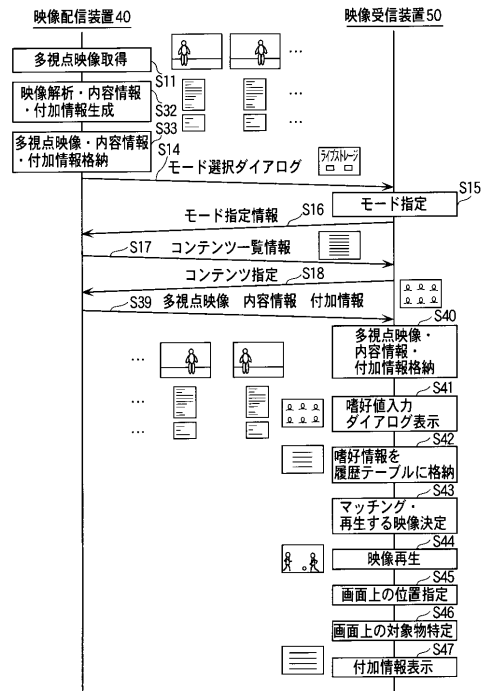 映像配信装置40
映像受信装置50
多視点映像取得
S11
映像解析・内容情報
・付加情報生成
S32
多視点映像・内容情報
・付加情報格納
S33
S14
モード選択ダイアログ
ライブストレージ
モード指定
S15
モード指定情報
S16
S17
コンテンツ一覧情報
コンテンツ指定
S18
S39
多視点映像 内容情報 付加情報
S40
多視点映像・
内容情報・
付加情報格納
S41
嗜好値入力
ダイアログ表示
S42
嗜好情報を
履歴テーブルに格納
S43
マッチング・
再生する映像決定
S44
映像再生
S45
画面上の位置指定
S46
画面上の対象物特定
S47
付加情報表示